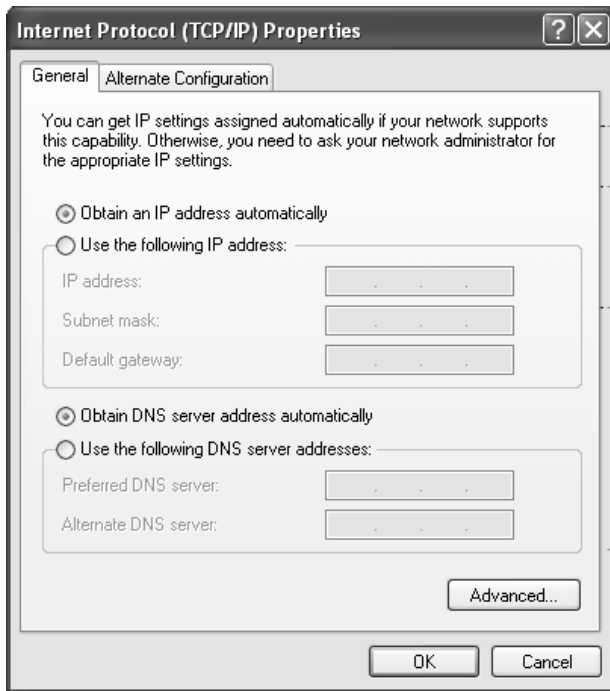 Internet Protocol (TCP/IP) Properties
General
Alternate Configuration
You can get IP settings assigned automatically if your network supports
this capability. Otherwise, you need to ask your network administrator for
the appropriate IP settings.
Obtain an IP address automatically
Use the following IP address:
IP address:
Subnet mask:
Default gateway:
Obtain DNS server address automatically
Use the following DNS server addresses:
Preferred DNS server:
Alternate DNS server:
Advanced...
OK
Cancel